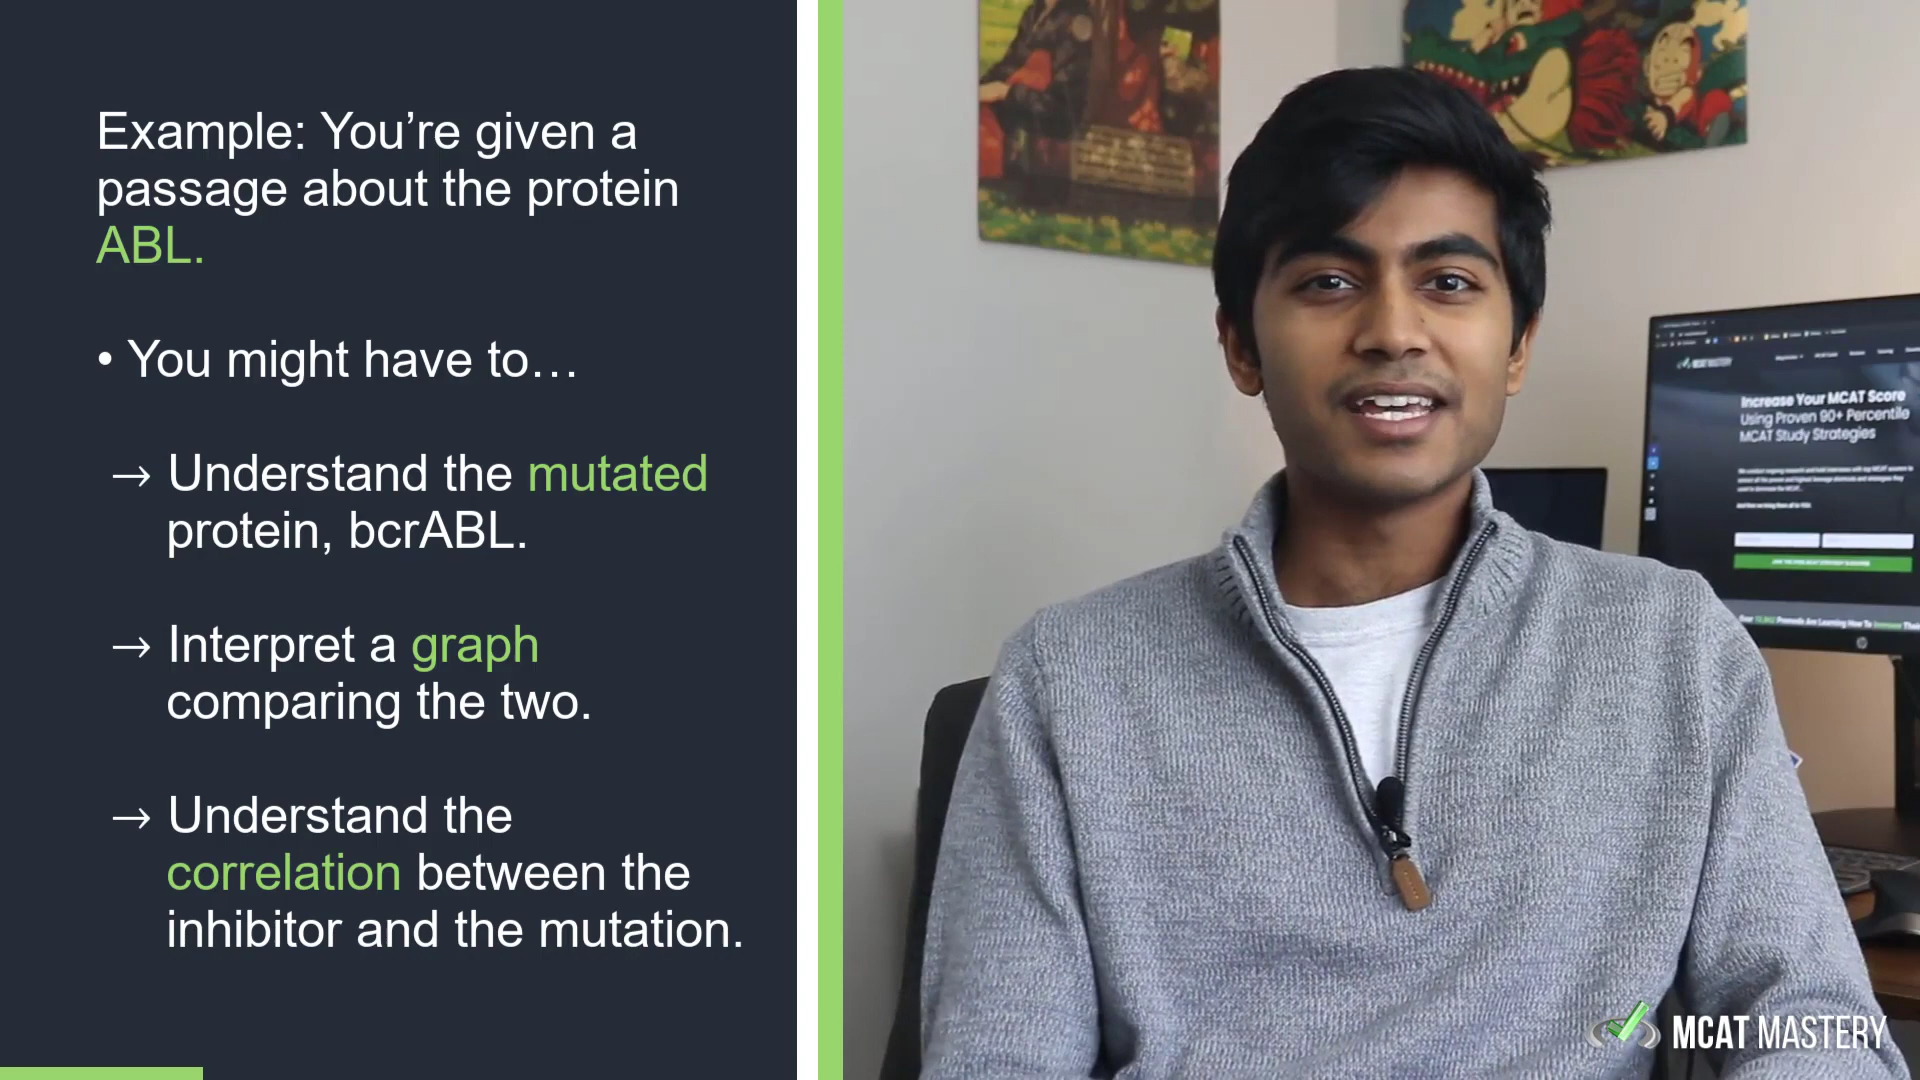 Example: You’re given a
passage about the protein
ABL.
• You might have to…
→ Understand the mutated
protein, bcrABL.
→ Interpret a graph
comparing the two.
→ Understand the
correlation between the
inhibitor and the mutation.
MCAT MASTERY
Increase Your MCAT Score
Using Proven 90+ Percentile
MCAT Study Strategies
MCAT MASTERY